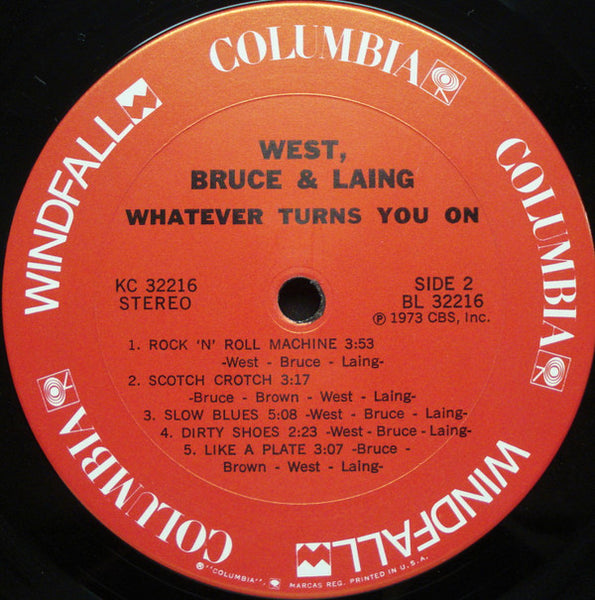 COLUMBIA
WINDFALL
COLUMBIA
WEST,
BRUCE & LAING
WHATEVER TURNS YOU ON
KC 32216
STEREO
SIDE 2
BL 32216
Ⓟ 1973 CBS, Inc.
1. ROCK 'N' ROLL MACHINE 3:53
-West - Bruce - Laing-
2. SCOTCH CROTCH 3:17
-Bruce - Brown - West - Laing-
3. SLOW BLUES 5:08 -West - Bruce - Laing-
4. DIRTY SHOES 2:23 -West - Bruce - Laing-
5. LIKE A PLATE 3:07 -Bruce -
Brown - West - Laing-
COLUMBIA
WINDFALL
® "COLUMBIA", MARCAS REG. PRINTED IN U.S.A.